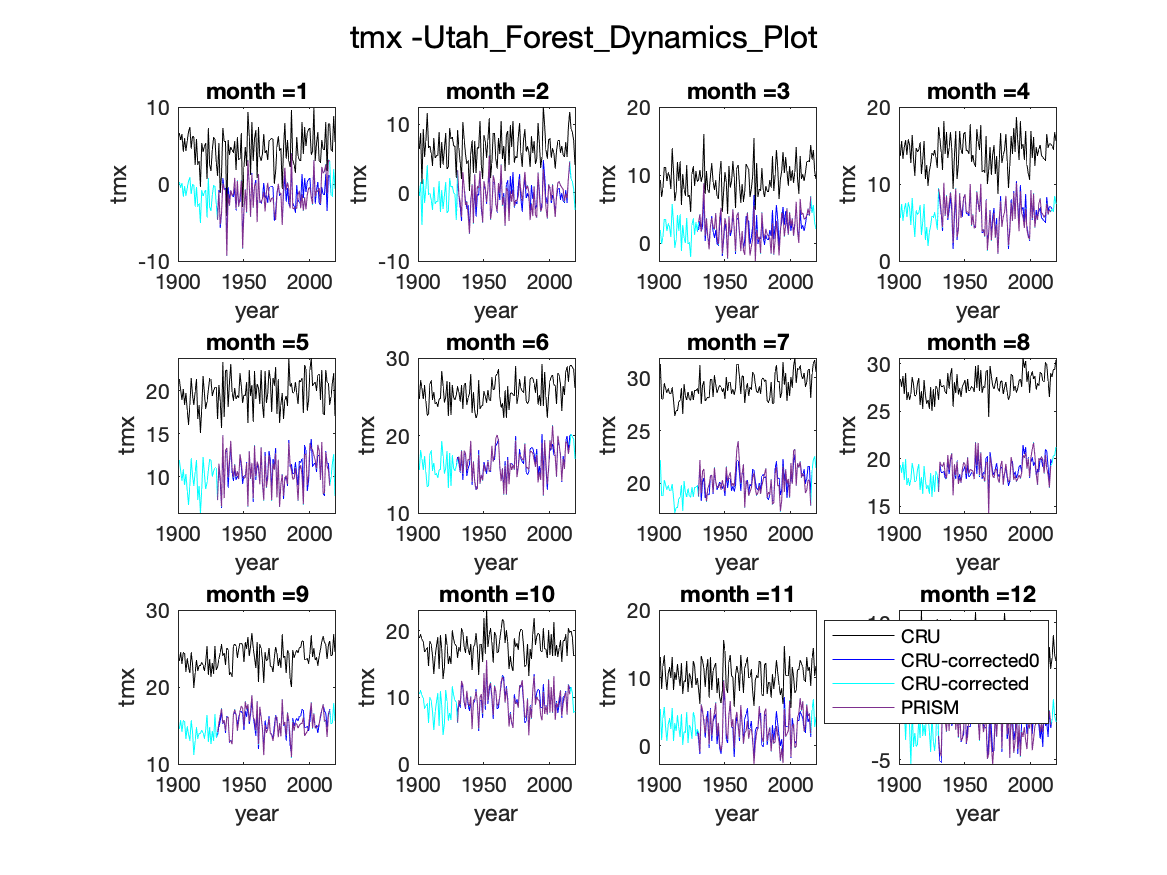 tmx -Utah_Forest_Dynamics_Plot
month =1
month =2
month =3
month =4
10
0
-10
tmx
1900 1950 2000
year
10
0
-10
tmx
1900 1950 2000
year
20
10
0
tmx
1900 1950 2000
year
20
10
0
tmx
1900 1950 2000
year
month =5
month =6
month =7
month =8
20
15
10
tmx
1900 1950 2000
year
30
20
10
tmx
1900 1950 2000
year
30
25
20
tmx
1900 1950 2000
year
30
25
20
15
tmx
1900 1950 2000
year
month =9
month =10
month =11
month =12
30
20
10
tmx
1900 1950 2000
year
20
10
0
tmx
1900 1950 2000
year
20
10
0
tmx
1900 1950 2000
year
CRU
CRU-corrected0
CRU-corrected
PRISM
-5
1900 1950 2000
year